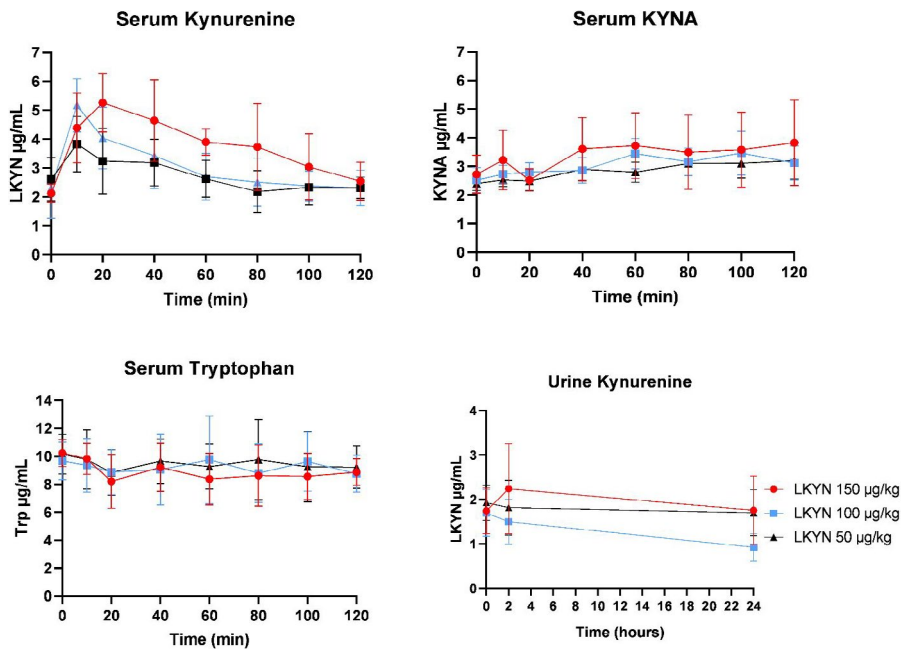 Serum Kynurenine
7
6
5
4
3
2
1
0
LKYN µg/mL
0 20 40 60 80 100 120
Time (min)
Serum KYNA
7
6
5
4
3
2
1
0
KYNA µg/mL
0 20 40 60 80 100 120
Time (min)
Serum Tryptophan
14
12
10
8
6
4
2
0
Trp µg/mL
0 20 40 60 80 100 120
Time (min)
Urine Kynurenine
4
3
2
1
0
LKYN µg/mL
0 2 4 6 8 10 12 14 16 18 20 22 24
Time (hours)
LKYN 150 µg/kg
LKYN 100 µg/kg
LKYN 50 µg/kg